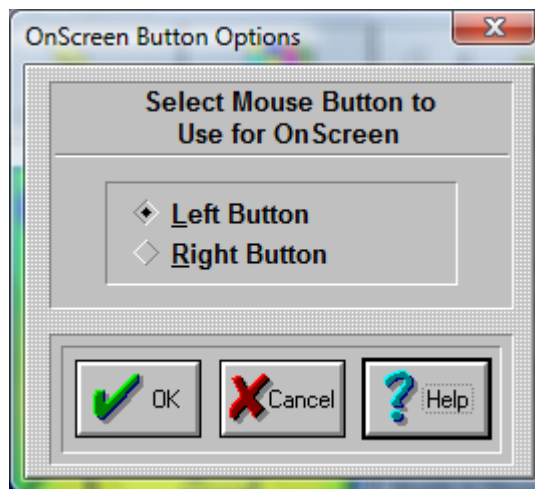 OnScreen Button Options
Select Mouse Button to
Use for OnScreen
Left Button
Right Button
OK
Cancel
Help